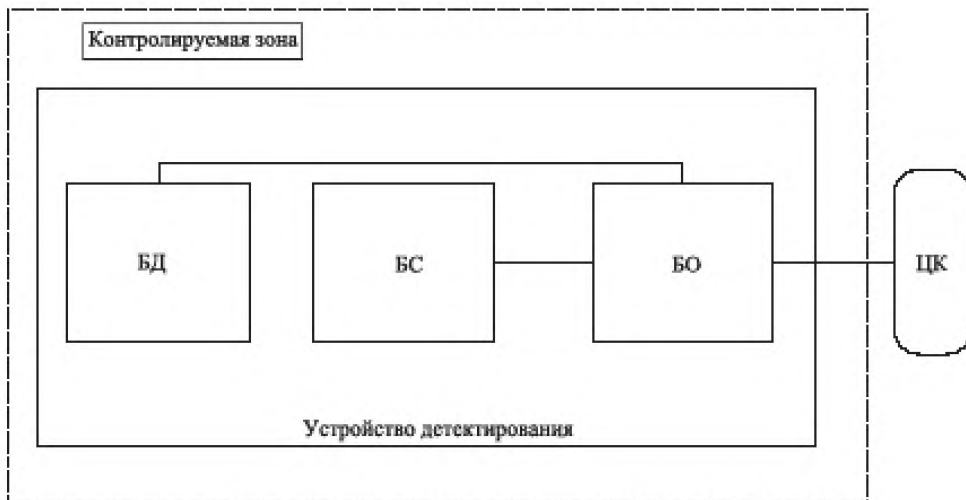 Контролируемая зона
БД
БС
БО
ЦК
Устройство детектирования